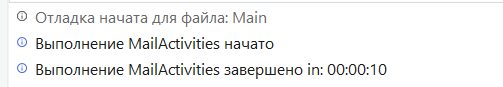 Отладка начата для файла: Main
Выполнение MailActivities начато
Выполнение MailActivities завершено in: 00:00:10